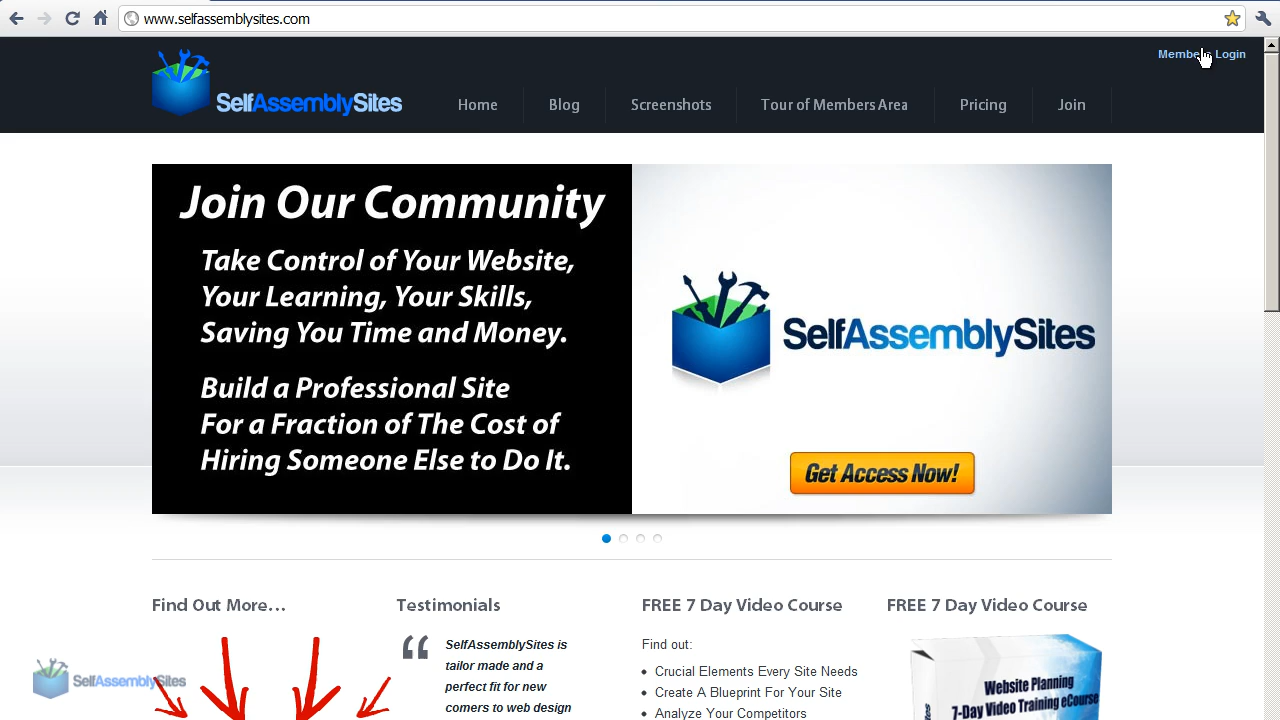 www.selfassemblysites.com
Members Login
SelfAssemblySites
Home
Blog
Screenshots
Tour of Members Area
Pricing
Join
Join Our Community
Take Control of Your Website,
Your Learning, Your Skills,
Saving You Time and Money.
Build a Professional Site
For a Fraction of The Cost of
Hiring Someone Else to Do It.
SelfAssemblySites
Get Access Now!
Find Out More...
Testimonials
SelfAssemblySites is
tailor made and a
perfect fit for new
comers to web design
FREE 7 Day Video Course
Find out:
Crucial Elements Every Site Needs
Create A Blueprint For Your Site
Analyze Your Competitors
FREE 7 Day Video Course
Website Planning
7-Day Video Training eCourse
SelfAssemblySites